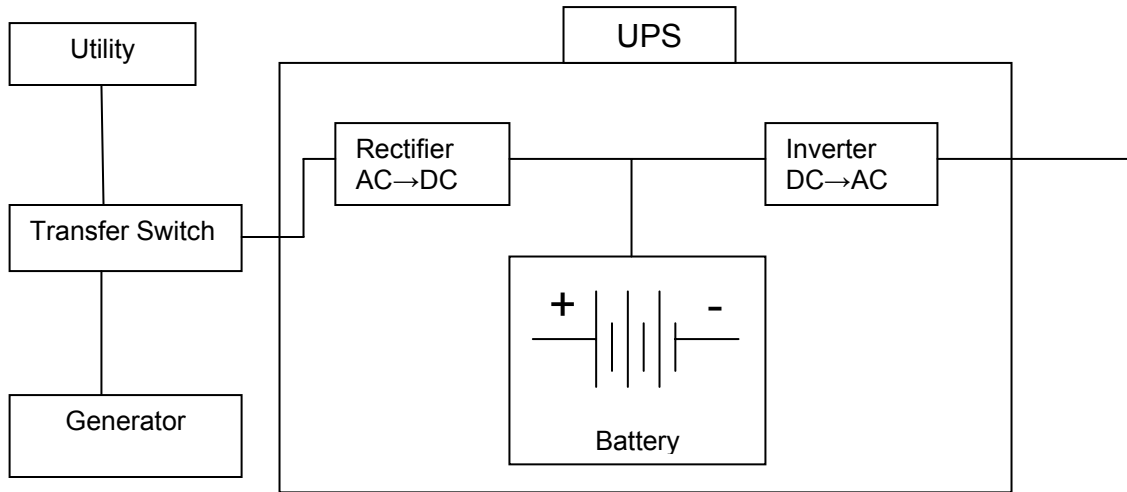 UPS
Utility
Rectifier
AC→DC
Inverter
DC→AC
Transfer Switch
+ -
Generator
Battery